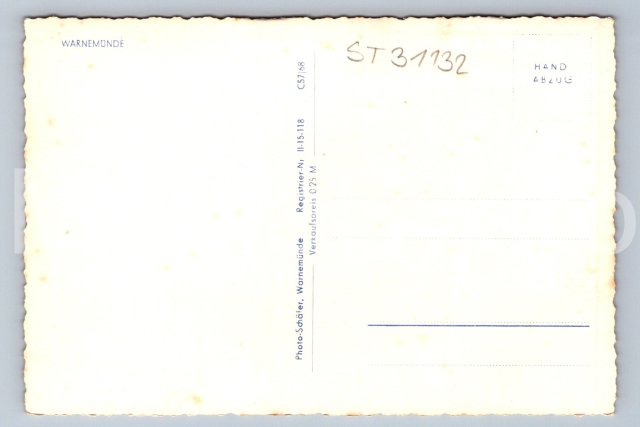 WARNEMÜNDE
Photo-Schäfer, Warnemünde Registrier-Nr II-15-118 C57/68
Verkaufspreis 0.25 M
ST 31132
HAND
ABZUG